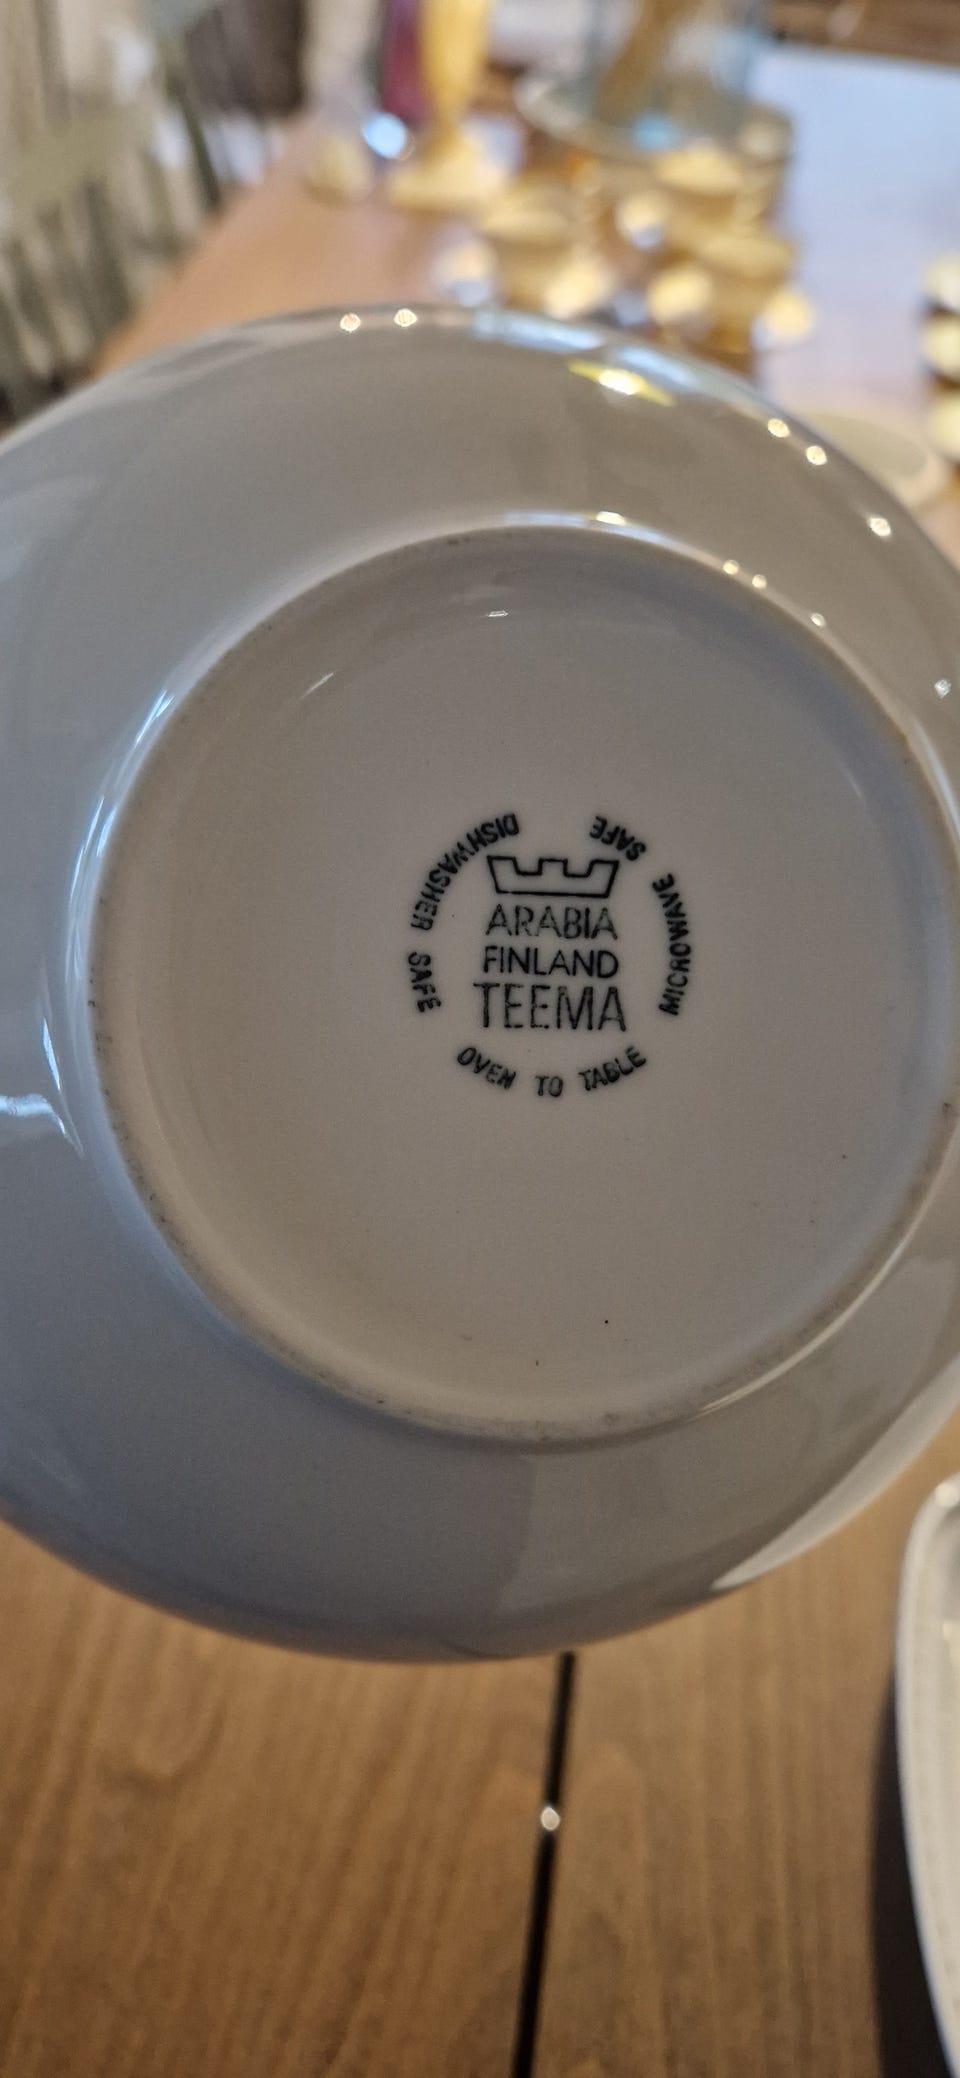 ARABIA
FINLAND
TEEMA
DISHWASHER SAFE
OVEN TO TABLE
MICROWAVE SAFE